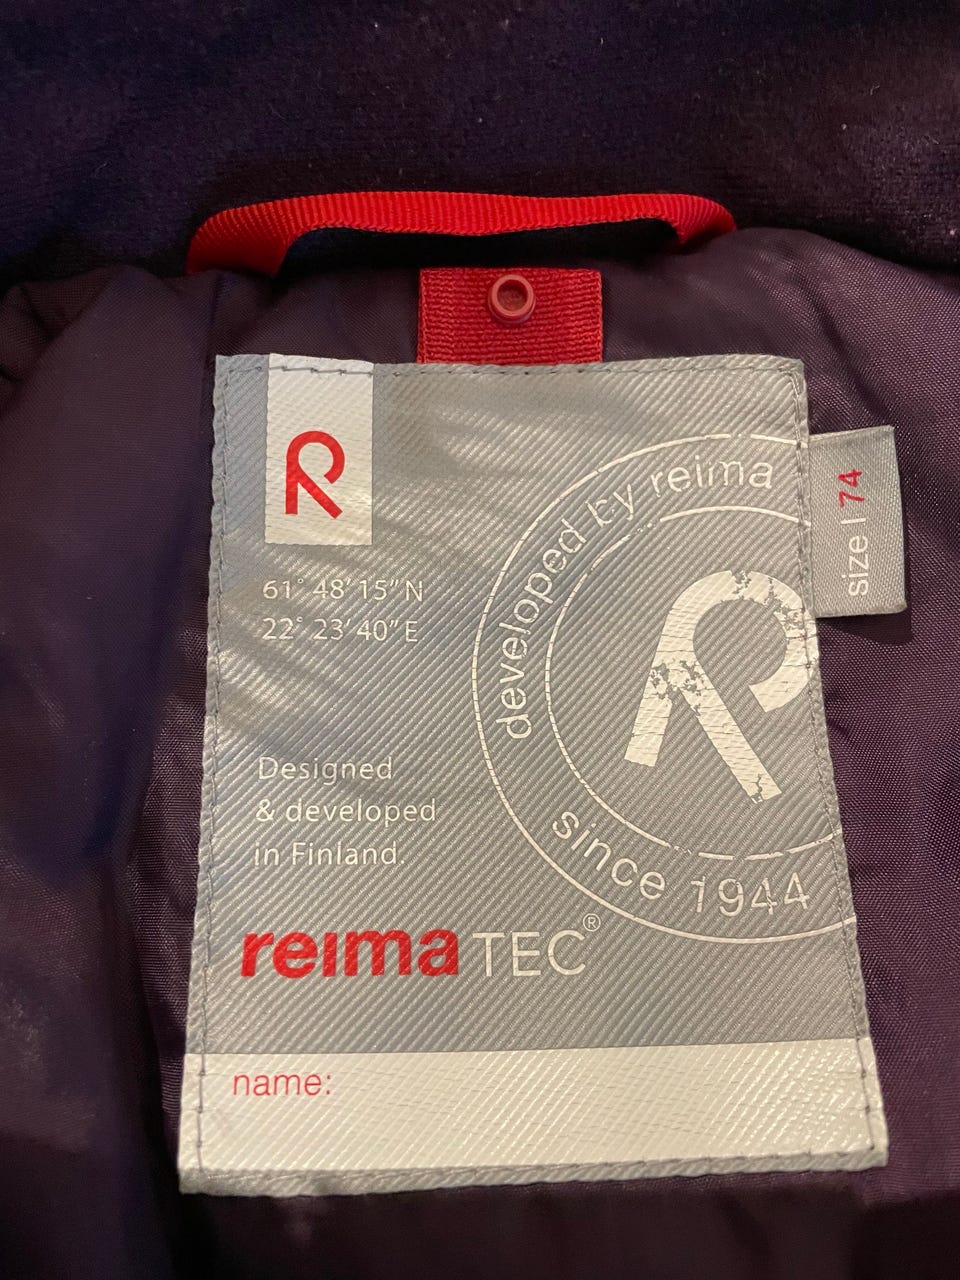 R
61° 48' 15" N
22° 23' 40" E
developed by reima
R
since 1944
size | 74
Designed
& developed
in Finland.
reima TEC®
name: